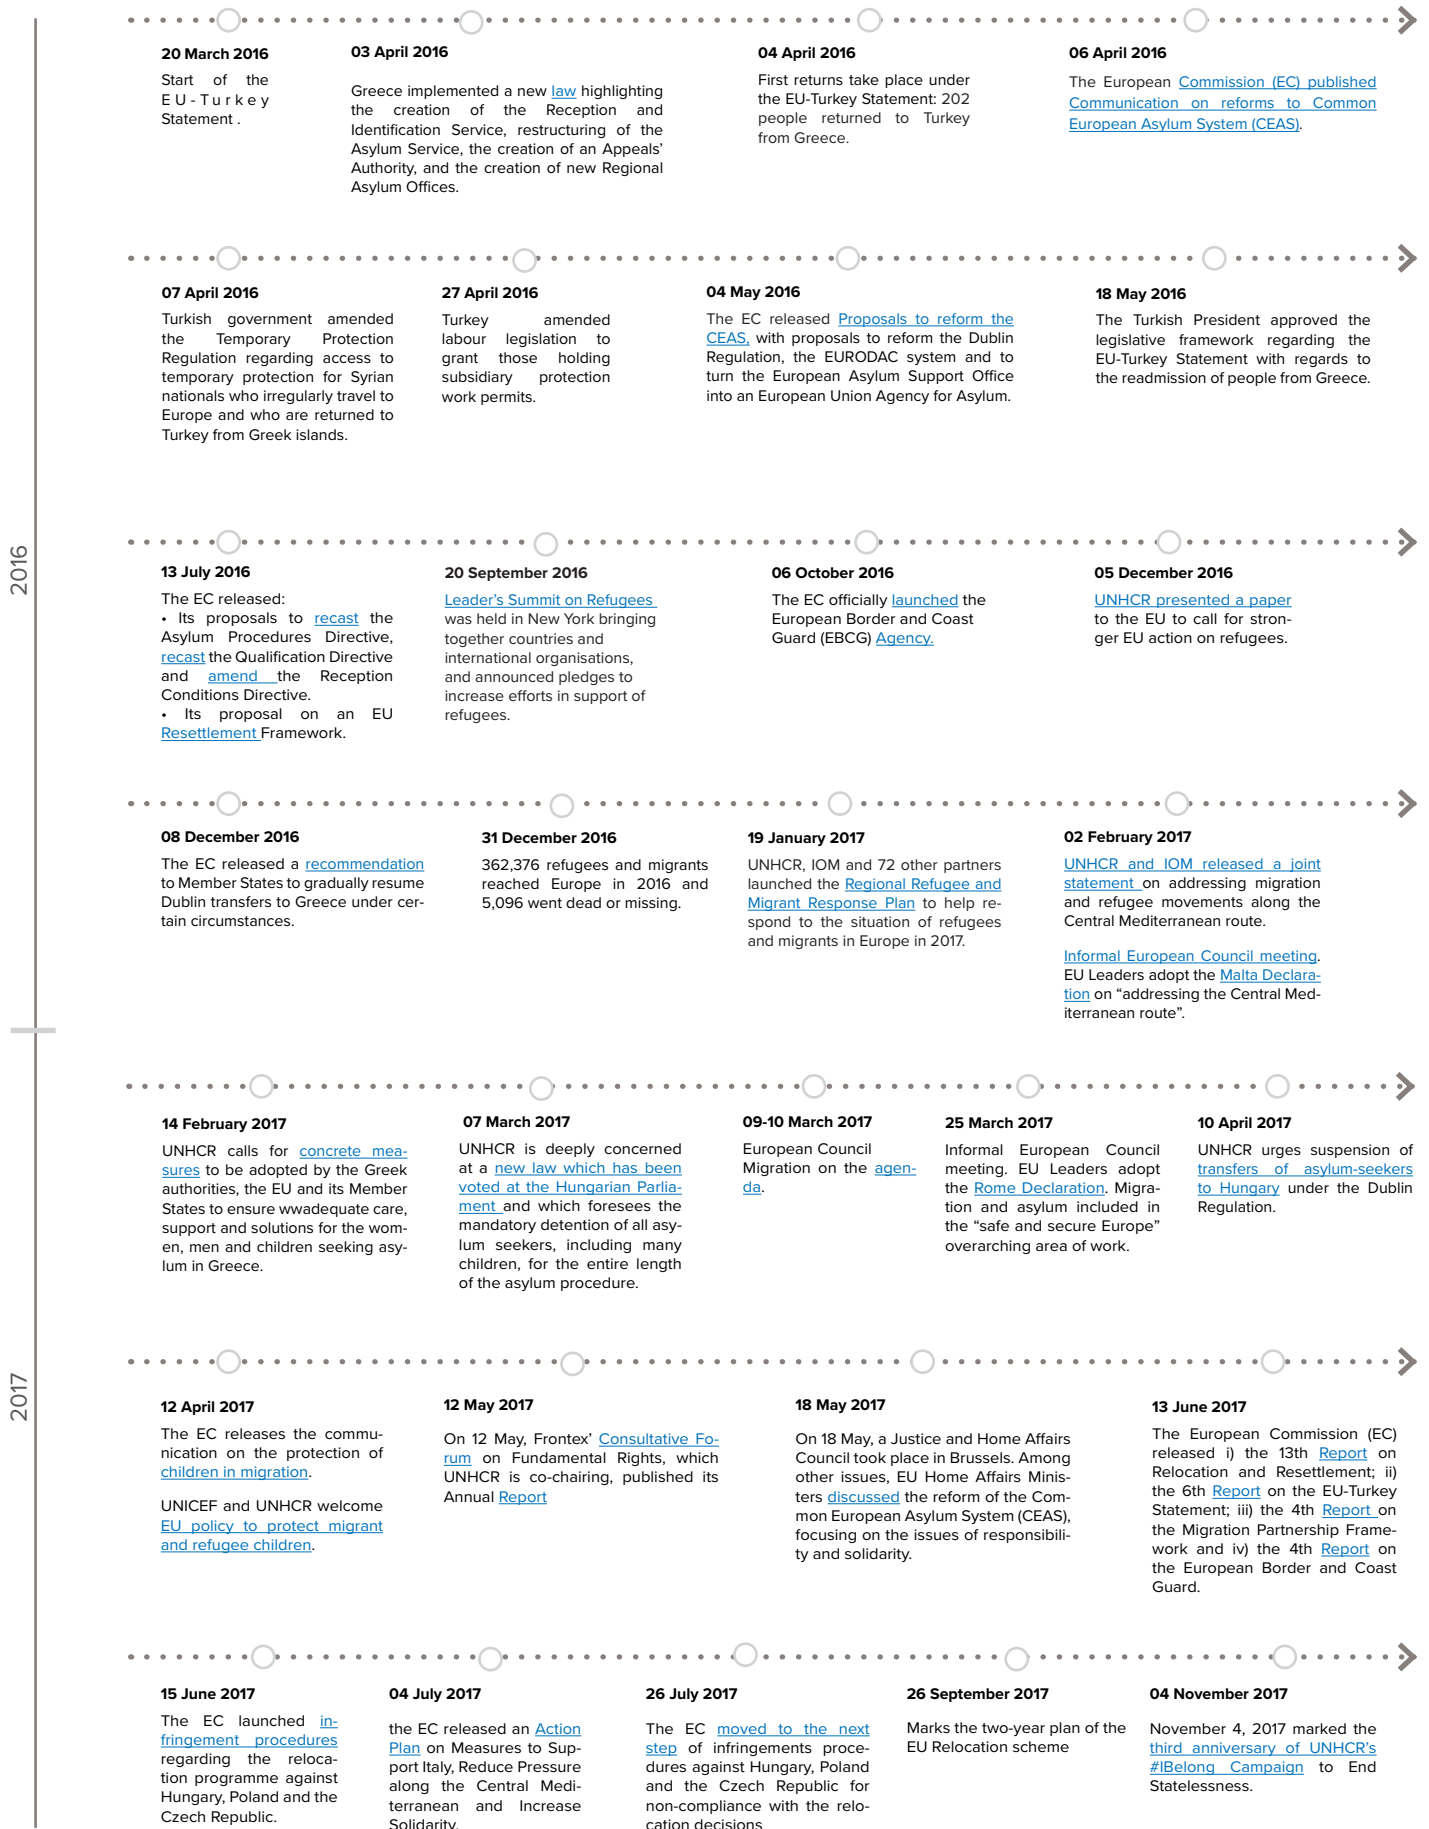 2016
20 March 2016
Start of the
EU-Turkey
Statement .
03 April 2016
Greece implemented a new law highlighting
the creation of the Reception and
Identification Service, restructuring of the
Asylum Service, the creation of an Appeals'
Authority, and the creation of new Regional
Asylum Offices.
04 April 2016
First returns take place under
the EU-Turkey Statement: 202
people returned to Turkey
from Greece.
06 April 2016
The European Commission (EC) published
Communication on reforms to Common
European Asylum System (CEAS).
07 April 2016
Turkish government amended
the Temporary Protection
Regulation regarding access to
temporary protection for Syrian
nationals who irregularly travel to
Europe and who are returned to
Turkey from Greek islands.
27 April 2016
Turkey amended
labour legislation to
grant those holding
subsidiary protection
work permits.
04 May 2016
The EC released Proposals to reform the
CEAS, with proposals to reform the Dublin
Regulation, the EURODAC system and to
turn the European Asylum Support Office
into an European Union Agency for Asylum.
18 May 2016
The Turkish President approved the
legislative framework regarding the
EU-Turkey Statement with regards to
the readmission of people from Greece.
13 July 2016
The EC released:
• Its proposals to recast the
Asylum Procedures Directive,
recast the Qualification Directive
and amend the Reception
Conditions Directive.
• Its proposal on an EU
Resettlement Framework.
20 September 2016
Leader's Summit on Refugees
was held in New York bringing
together countries and
international organisations,
and announced pledges to
increase efforts in support of
refugees.
06 October 2016
The EC officially launched the
European Border and Coast
Guard (EBCG) Agency.
05 December 2016
UNHCR presented a paper
to the EU to call for stron-
ger EU action on refugees.
08 December 2016
The EC released a recommendation
to Member States to gradually resume
Dublin transfers to Greece under cer-
tain circumstances.
31 December 2016
362,376 refugees and migrants
reached Europe in 2016 and
5,096 went dead or missing.
19 January 2017
UNHCR, IOM and 72 other partners
launched the Regional Refugee and
Migrant Response Plan to help re-
spond to the situation of refugees
and migrants in Europe in 2017.
02 February 2017
UNHCR and IOM released a joint
statement on addressing migration
and refugee movements along the
Central Mediterranean route.
Informal European Council meeting.
EU Leaders adopt the Malta Declara-
tion on “addressing the Central Med-
iterranean route”.
2017
14 February 2017
UNHCR calls for concrete mea-
sures to be adopted by the Greek
authorities, the EU and its Member
States to ensure wwadequate care,
support and solutions for the wom-
en, men and children seeking asy-
lum in Greece.
07 March 2017
UNHCR is deeply concerned
at a new law which has been
voted at the Hungarian Parlia-
ment and which foresees the
mandatory detention of all asy-
lum seekers, including many
children, for the entire length
of the asylum procedure.
09-10 March 2017
European Council
Migration on the agen-
da.
25 March 2017
Informal European Council
meeting. EU Leaders adopt
the Rome Declaration. Migra-
tion and asylum included in
the “safe and secure Europe”
overarching area of work.
10 April 2017
UNHCR urges suspension of
transfers of asylum-seekers
to Hungary under the Dublin
Regulation.
12 April 2017
The EC releases the commu-
nication on the protection of
children in migration.
UNICEF and UNHCR welcome
EU policy to protect migrant
and refugee children.
12 May 2017
On 12 May, Frontex' Consultative Fo-
rum on Fundamental Rights, which
UNHCR is co-chairing, published its
Annual Report
18 May 2017
On 18 May, a Justice and Home Affairs
Council took place in Brussels. Among
other issues, EU Home Affairs Minis-
ters discussed the reform of the Com-
mon European Asylum System (CEAS),
focusing on the issues of responsibili-
ty and solidarity.
13 June 2017
The European Commission (EC)
released i) the 13th Report on
Relocation and Resettlement; ii)
the 6th Report on the EU-Turkey
Statement; iii) the 4th Report on
the Migration Partnership Frame-
work and iv) the 4th Report on
the European Border and Coast
Guard.
15 June 2017
The EC launched in-
fringement procedures
regarding the reloca-
tion programme against
Hungary, Poland and the
Czech Republic.
04 July 2017
the EC released an Action
Plan on Measures to Sup-
port Italy, Reduce Pressure
along the Central Medi-
terranean and Increase
Solidarity.
26 July 2017
The EC moved to the next
step of infringements proce-
dures against Hungary, Poland
and the Czech Republic for
non-compliance with the relo-
cation decisions
26 September 2017
Marks the two-year plan of the
EU Relocation scheme
04 November 2017
November 4, 2017 marked the
third anniversary of UNHCR's
#IBelong Campaign to End
Statelessness.